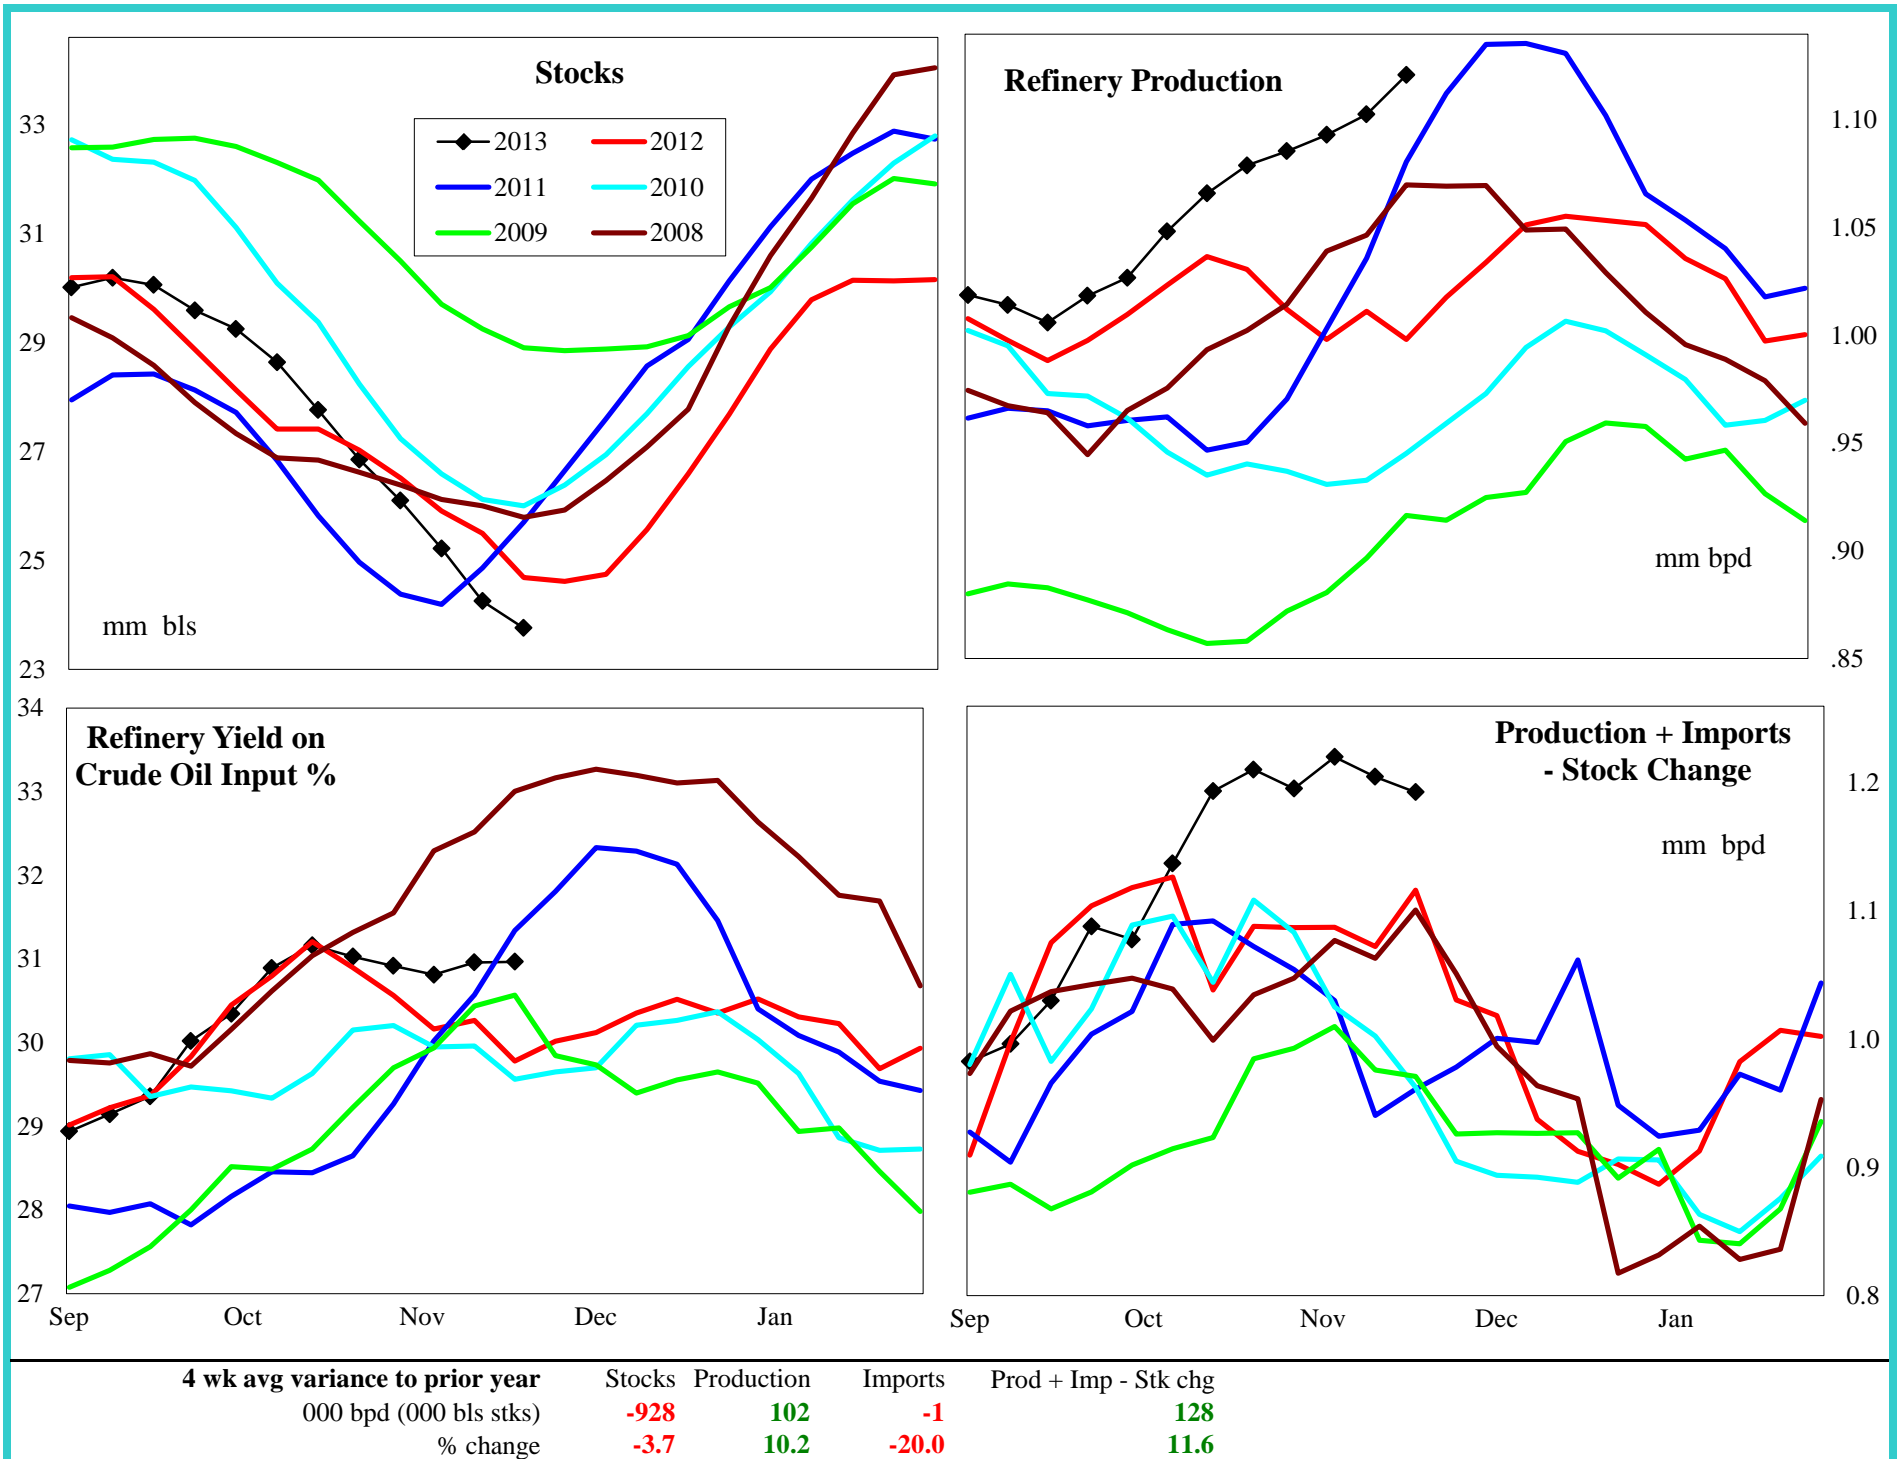 Stocks
33
31
29
27
25
23
2013
2012
2011
2010
2009
2008
mm bls
Refinery Production
1.10
1.05
1.00
.95
.90
.85
mm bpd
Refinery Yield on
Crude Oil Input %
34
33
32
31
30
29
28
27
Sep Oct Nov Dec Jan
Production + Imports
- Stock Change
mm bpd
1.2
1.1
1.0
0.9
0.8
Sep Oct Nov Dec Jan
4 wk avg variance to prior year Stocks Production Imports Prod + Imp - Stk chg
000 bpd (000 bls stks) -928 102 -1 128
% change -3.7 10.2 -20.0 11.6